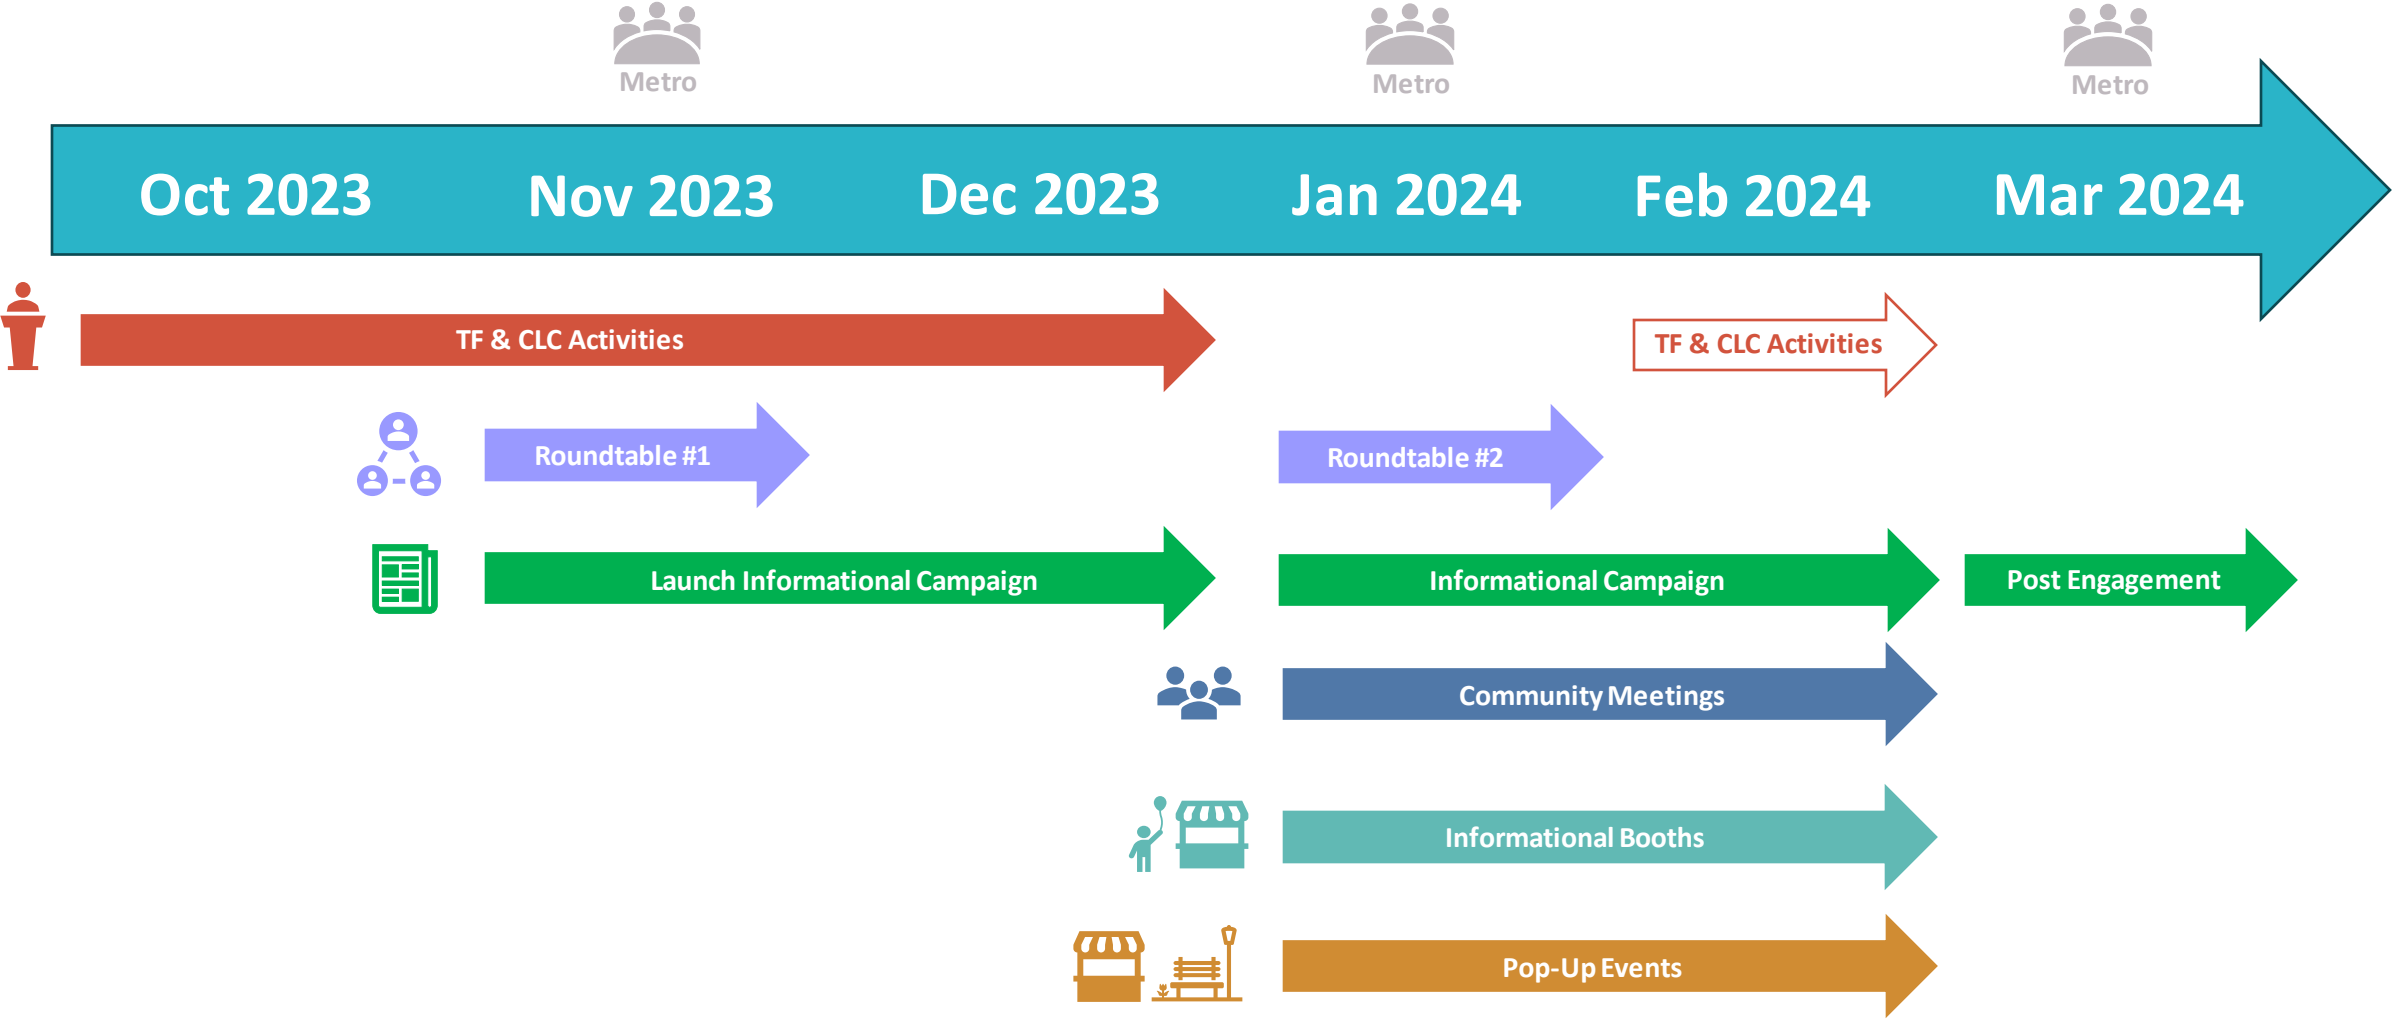 Metro
Metro
Metro
Oct 2023
Nov 2023
Dec 2023
Jan 2024
Feb 2024
Mar 2024
TF & CLC Activities
TF & CLC Activities
Roundtable #1
Roundtable #2
Launch Informational Campaign
Informational Campaign
Post Engagement
Community Meetings
Informational Booths
Pop-Up Events